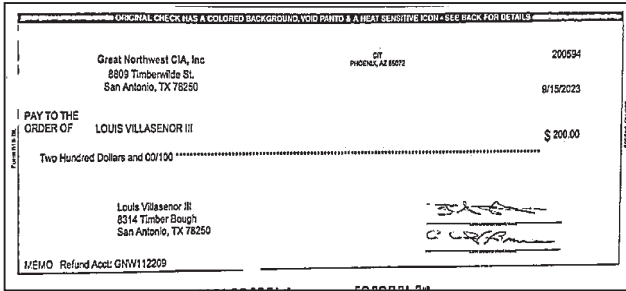 ORIGINAL CHECK HAS A COLORED BACKGROUND, VOID PANTO & A HEAT SENSITIVE ICON - SEE BACK FOR DETAILS
Great Northwest CIA, Inc
8809 Timberwilde St.
San Antonio, TX 78250
CIT
PHOENIX, AZ 85072
200594
9/15/2023
PAY TO THE
ORDER OF LOUIS VILLASENOR III
$ 200.00
Two Hundred Dollars and 00/100
Louis Villasenor III
8314 Timber Bough
San Antonio, TX 78250
MEMO Refund Acct: GNW112209